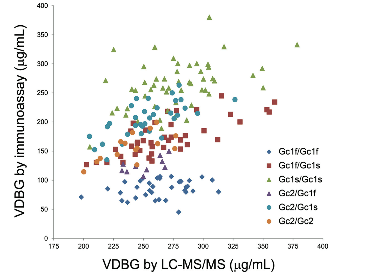 VDBG by immunoassay (µg/mL)
400
350
300
250
200
150
100
50
0
175
200
225
250
275
300
325
350
375
400
Gc1f/Gc1f
Gc1f/Gc1s
Gc1s/Gc1s
Gc2/Gc1f
Gc2/Gc1s
Gc2/Gc2
VDBG by LC-MS/MS (µg/mL)